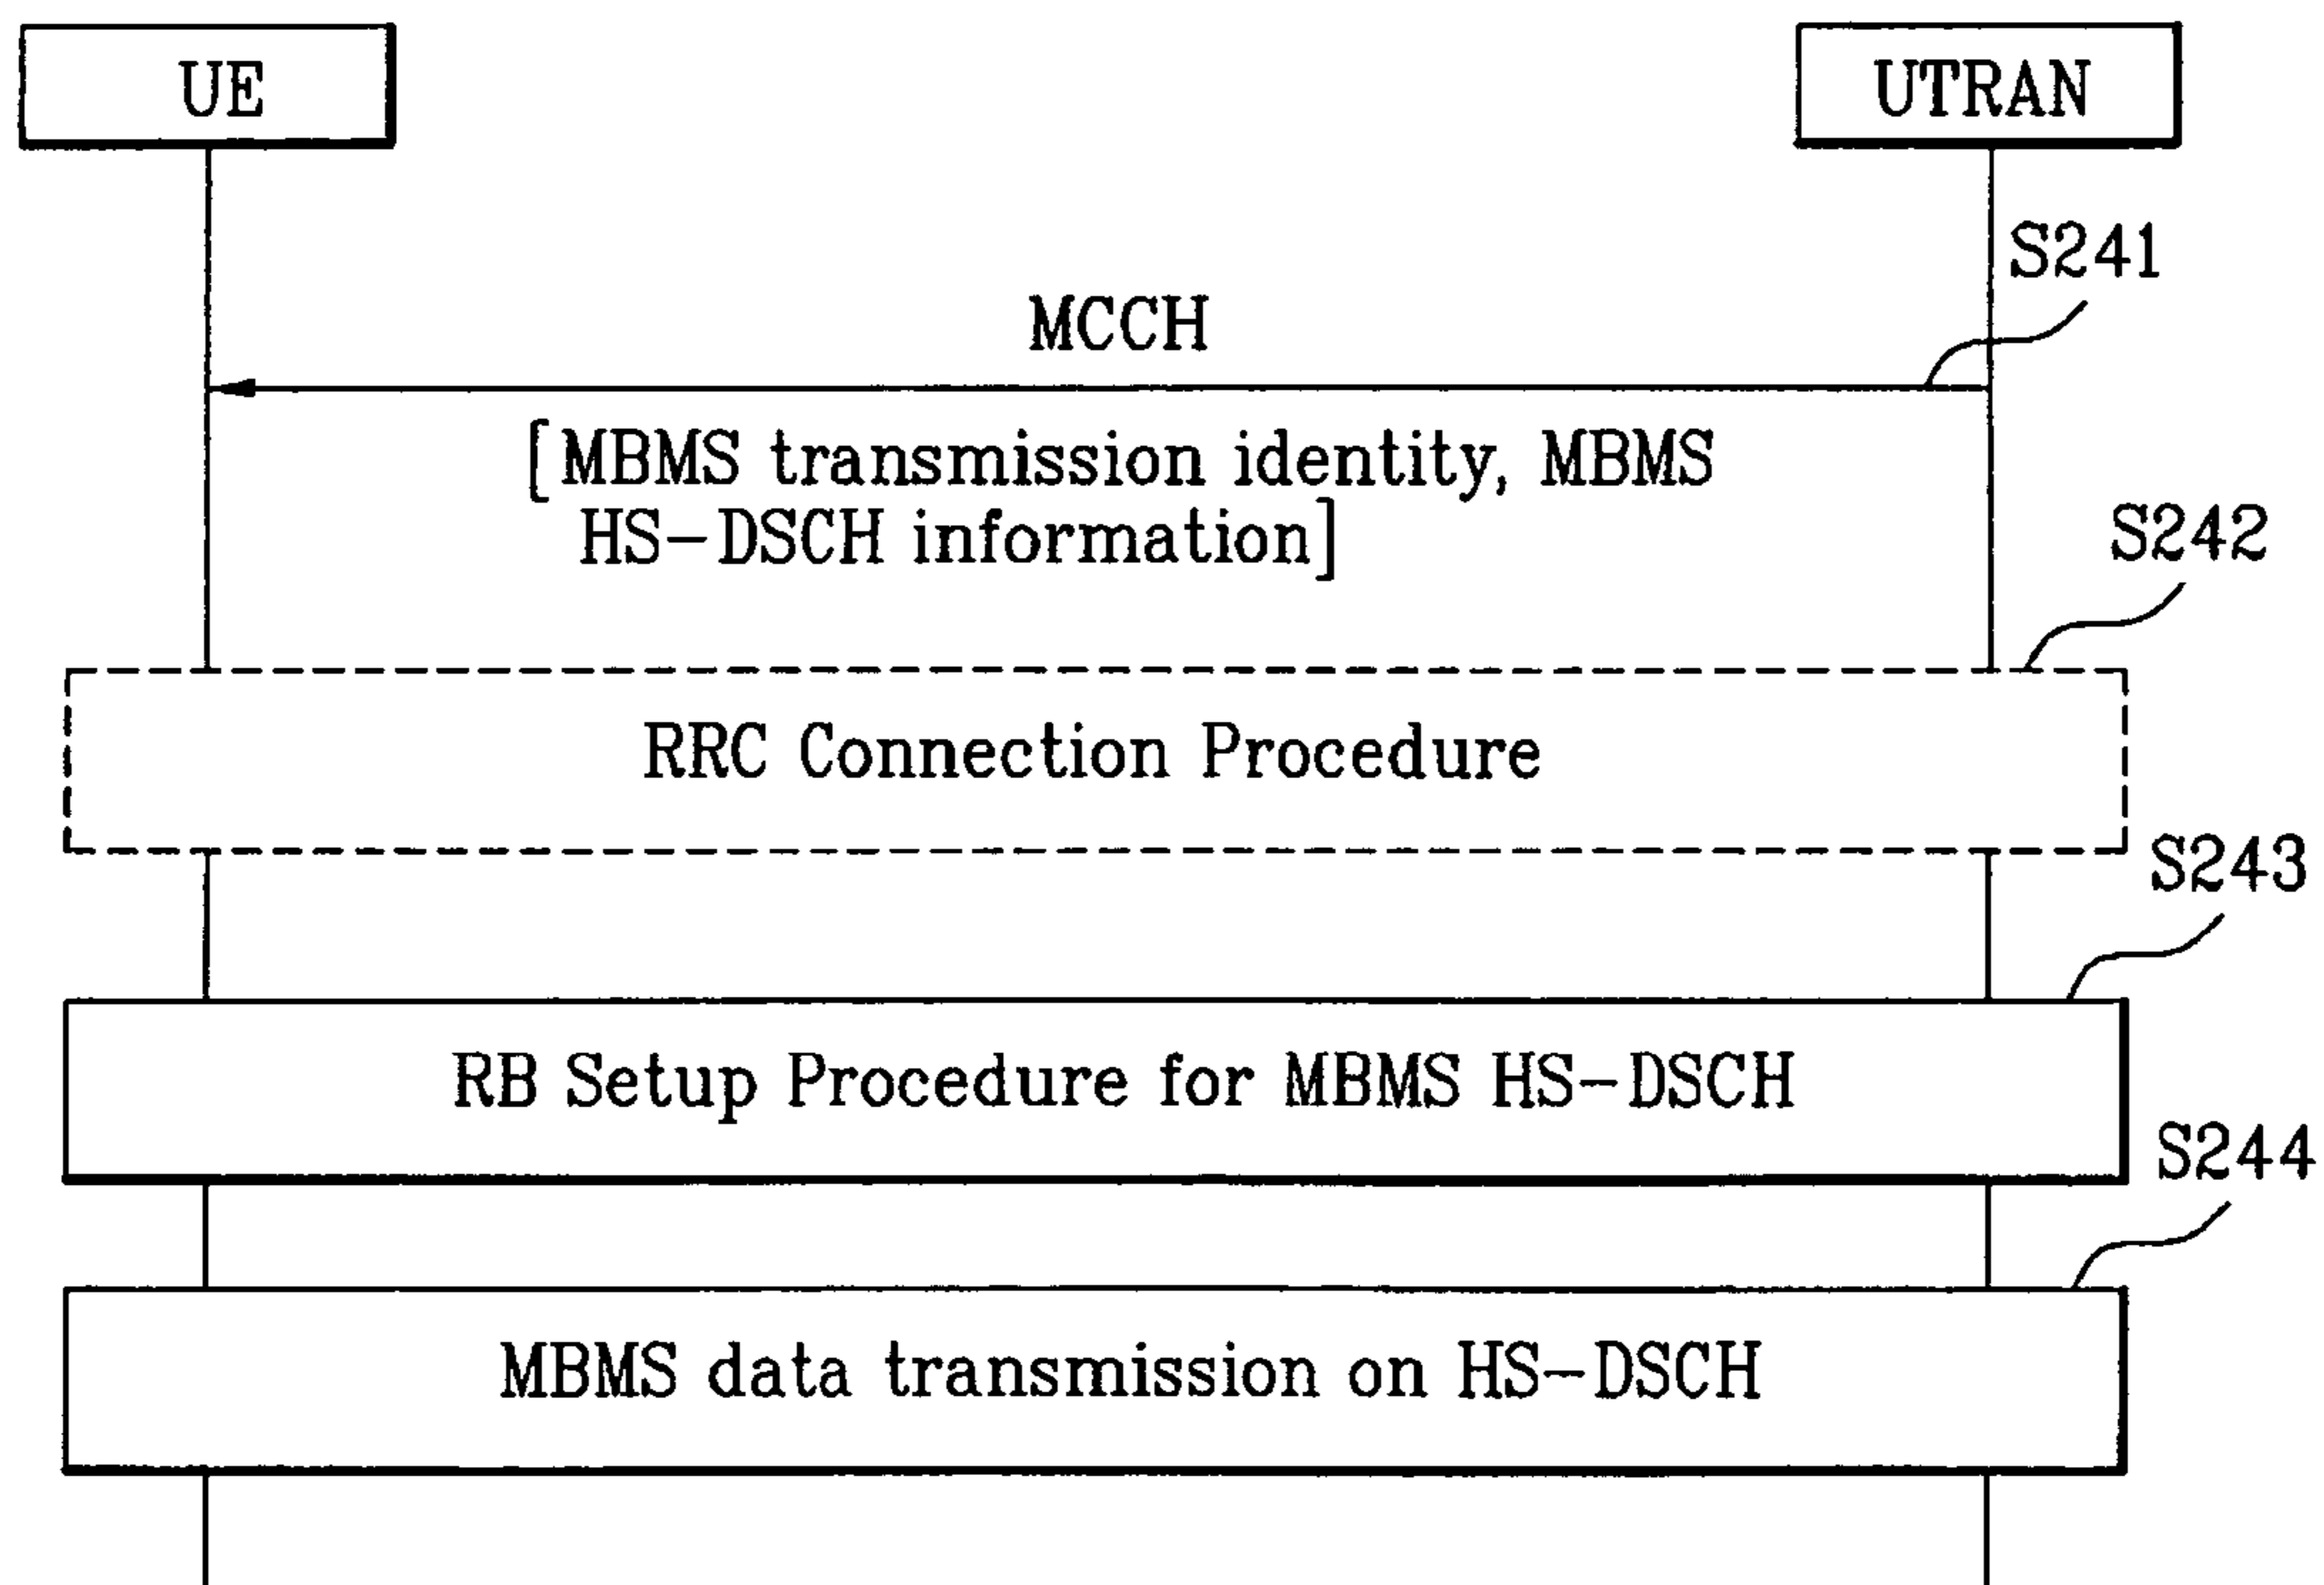 UE
UTRAN
S241
MCCH
[MBMS transmission identity, MBMS
HS-DSCH information]
S242
RRC Connection Procedure
S243
RB Setup Procedure for MBMS HS-DSCH
S244
MBMS data transmission on HS-DSCH